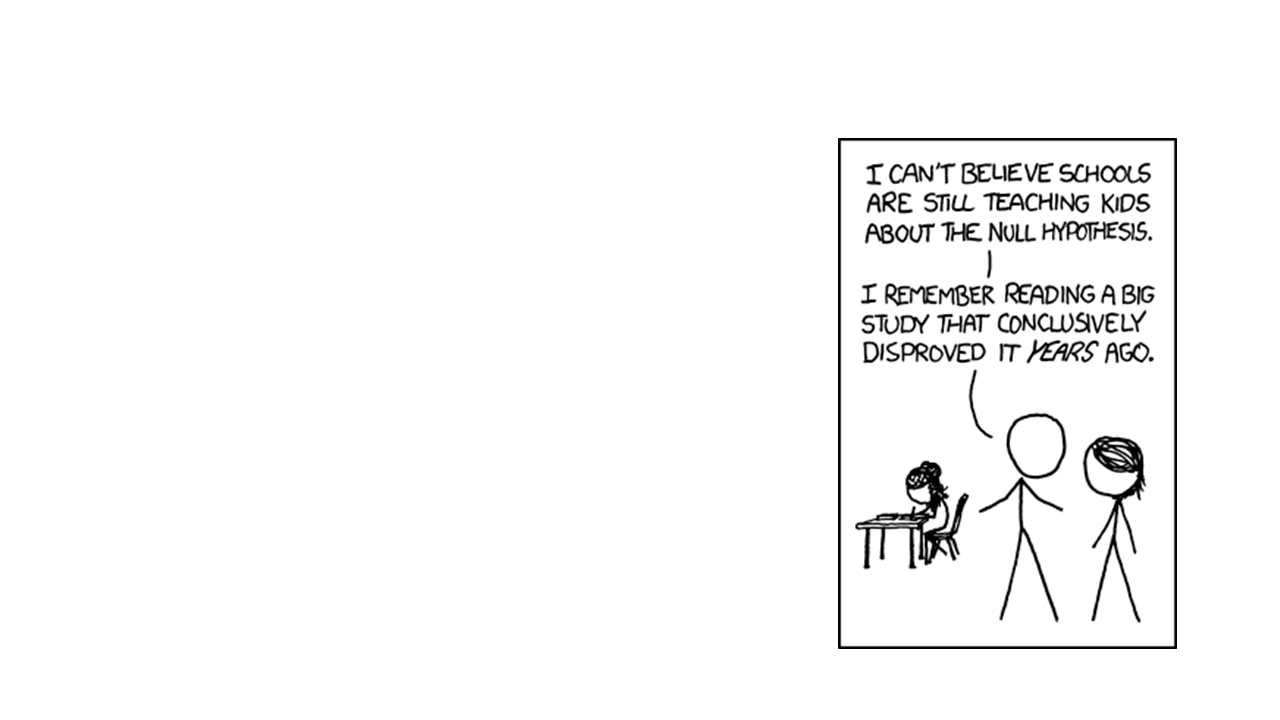 I CAN'T BELIEVE SCHOOLS
ARE STILL TEACHING KIDS
ABOUT THE NULL HYPOTHESIS.
I REMEMBER READING A BIG
STUDY THAT CONCLUSIVELY
DISPROVED IT YEARS AGO.